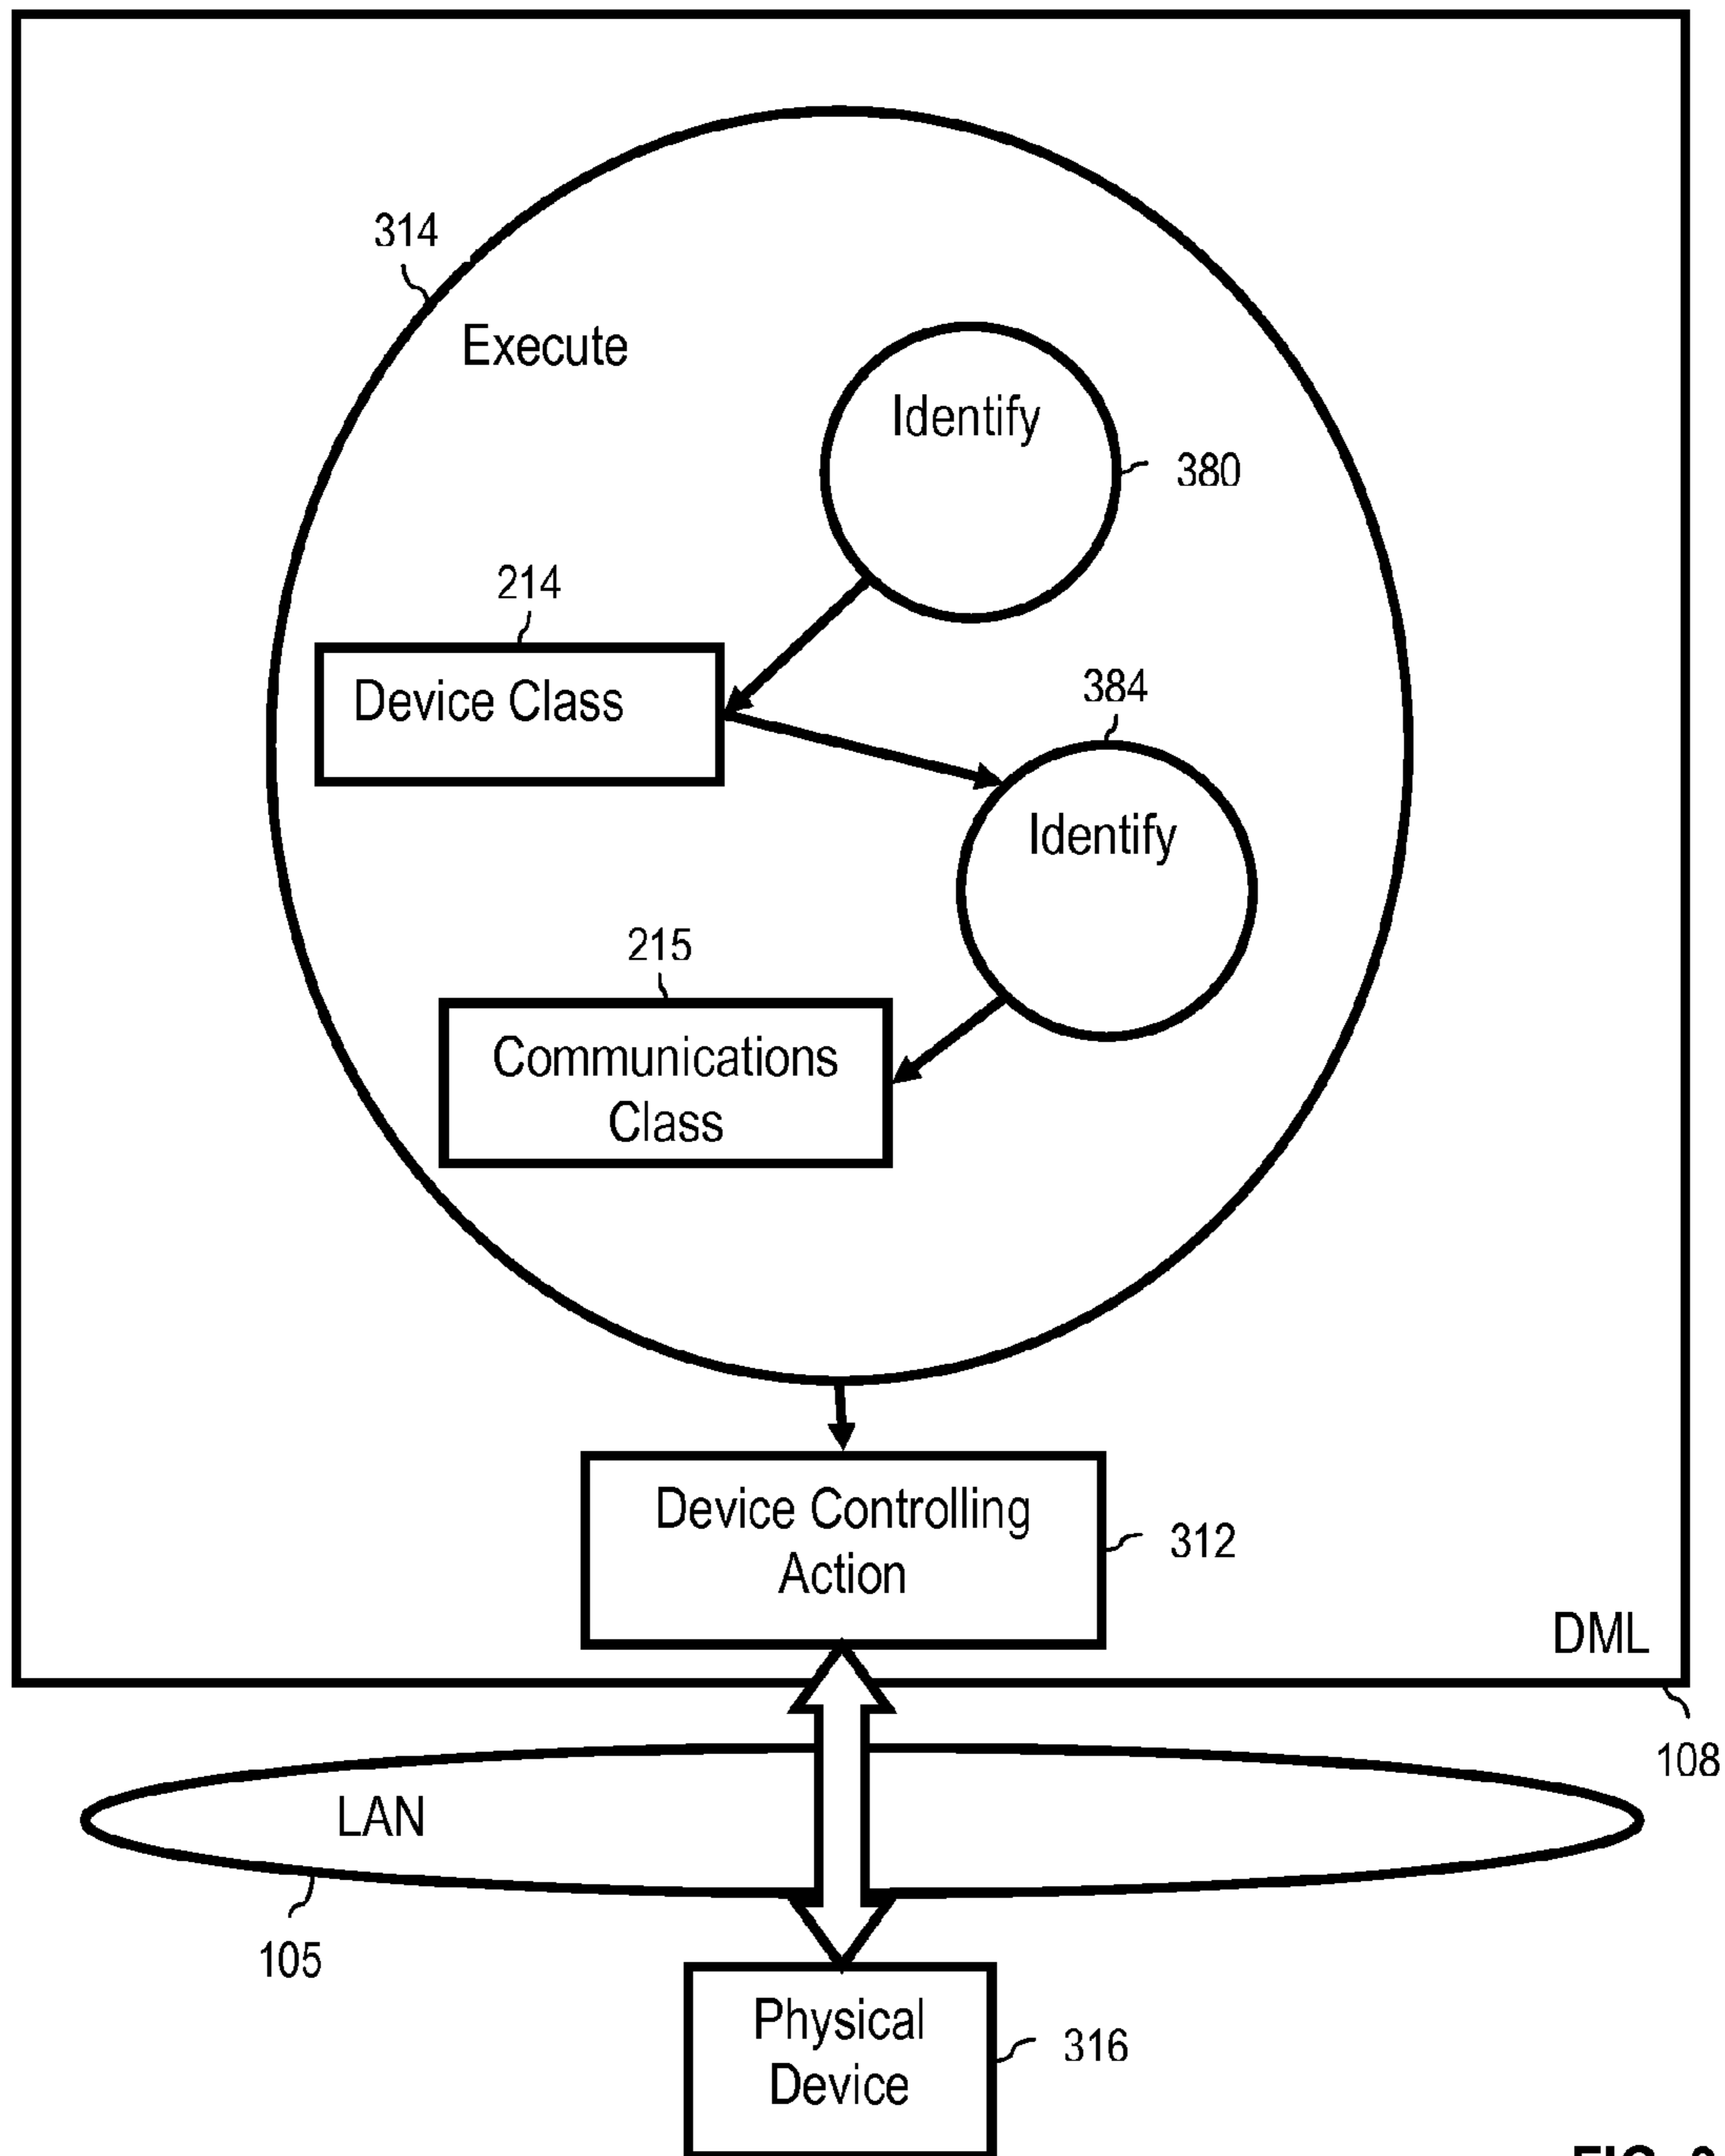 314
Execute
Identify
380
214
Device Class
384
Identify
215
Communications
Class
Device Controlling
Action
312
DML
108
LAN
105
Physical
Device
316